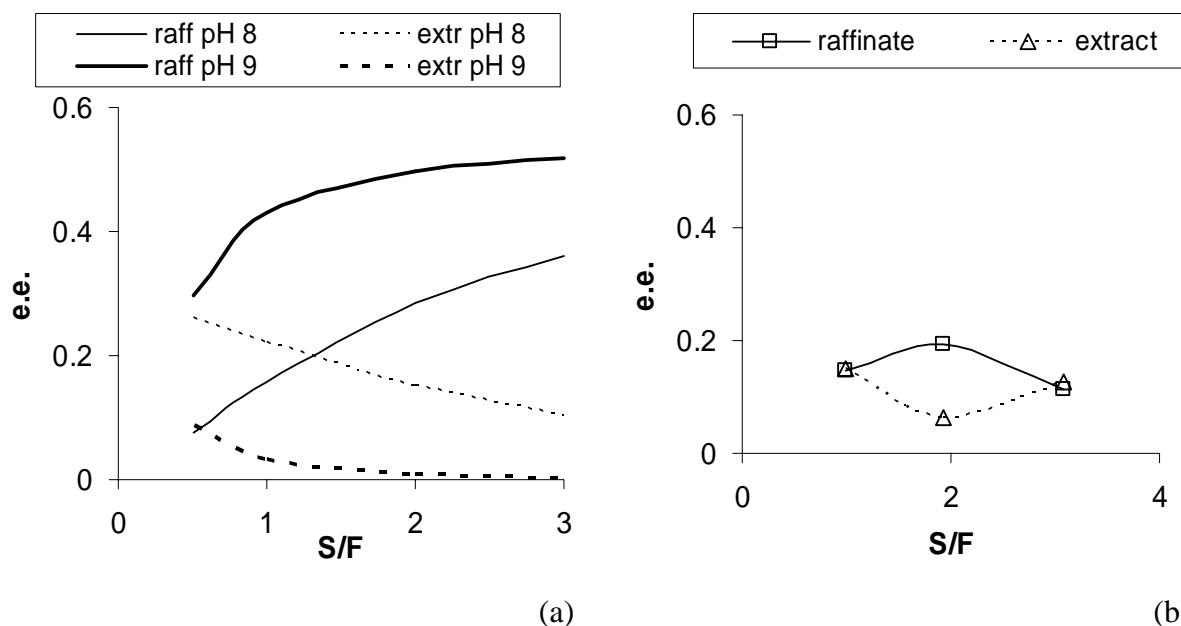 raff pH 8 extr pH 8
raff pH 9 extr pH 9
0.6
0.4
0.2
0
e.e.
0 1 2 3
S/F
(a)
raffinate extract
0.6
0.4
0.2
0
e.e.
0 2 4
S/F
(b